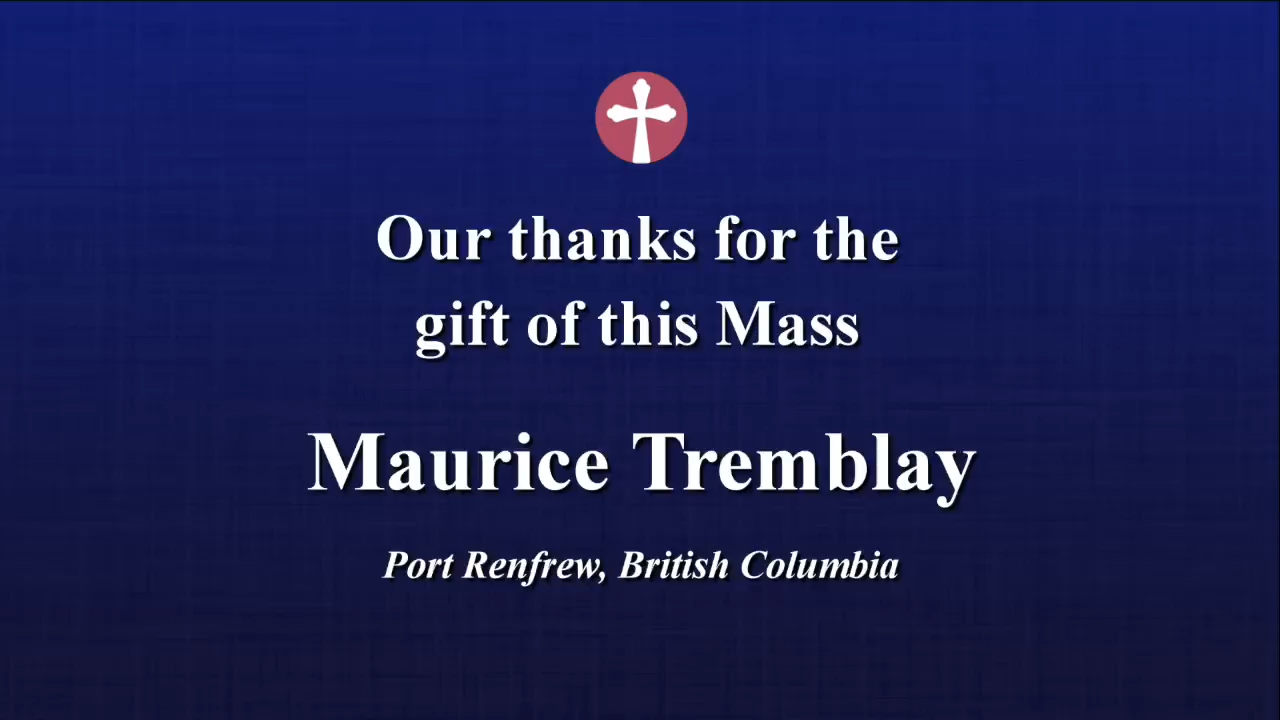 Our thanks for the
gift of this Mass
Maurice Tremblay
Port Renfrew, British Columbia